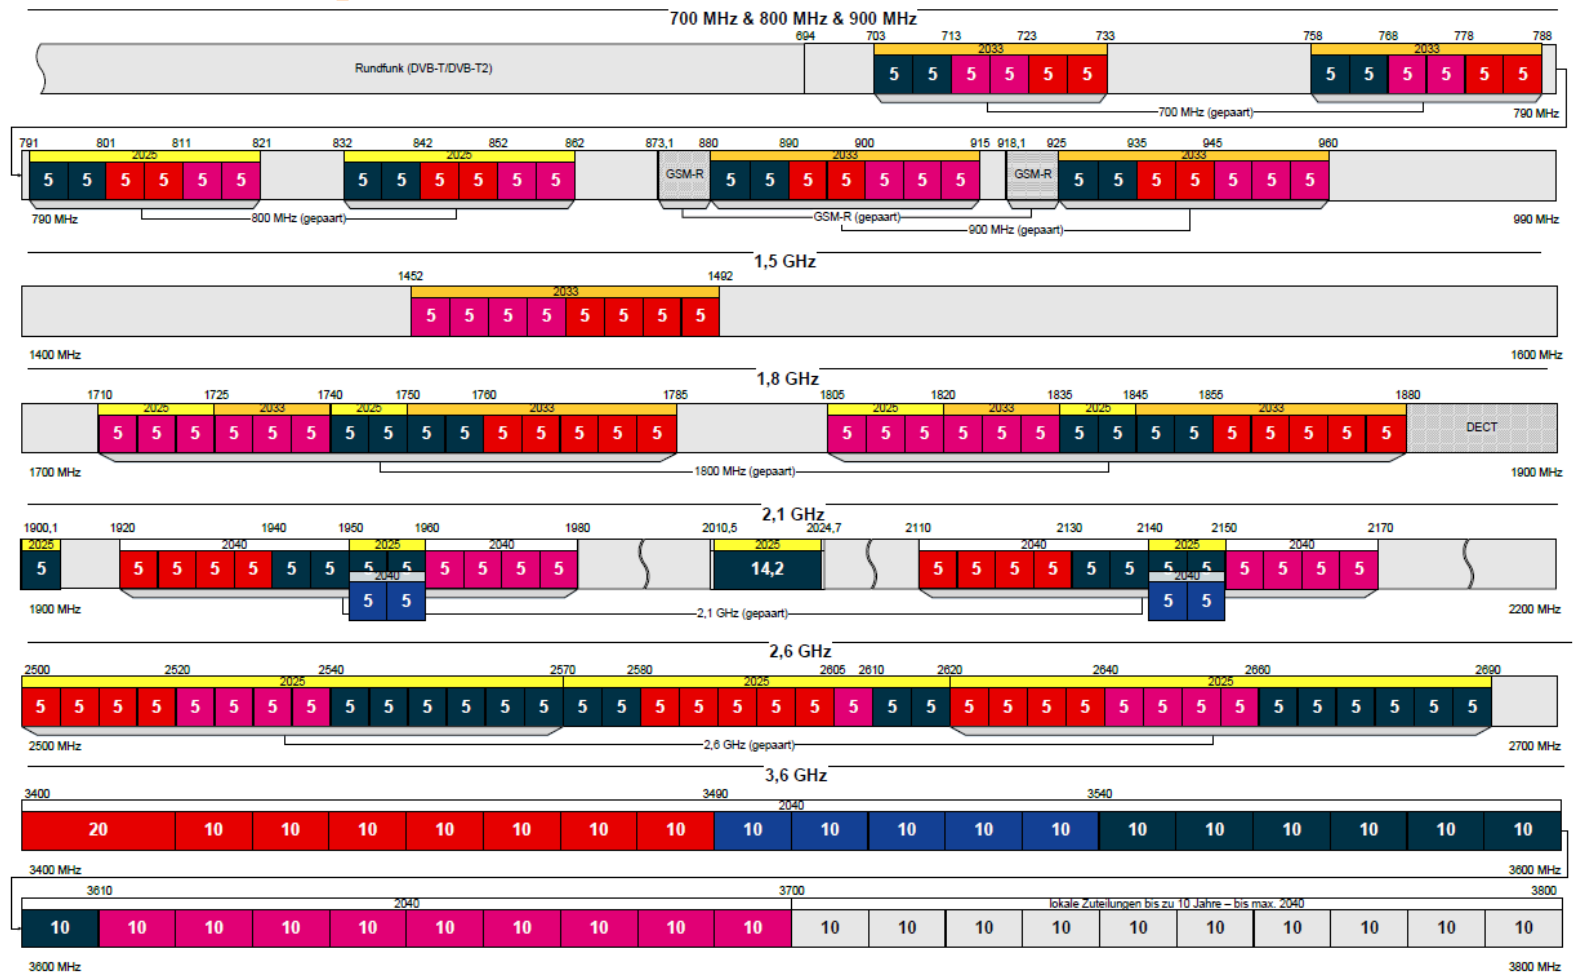 700 MHz & 800 MHz & 900 MHz
694 703 713 723 733 758 768 778 788
2033 2033
Rundfunk (DVB-T/DVB-T2) 5 5 5 5 5 5 5 5 5 5 5 5
700 MHz (gepaart) 790 MHz
791 801 811 821 832 842 852 862 873,1 880 890 900 915 918,1 925 935 945 960
2025 2025 2033 2033
5 5 5 5 5 5 5 5 5 5 5 5 GSM-R 5 5 5 5 5 5 5 GSM-R 5 5 5 5 5 5 5
790 MHz 800 MHz (gepaart) GSM-R (gepaart) 990 MHz
900 MHz (gepaart)
1,5 GHz
1452 1492
2033
5 5 5 5 5 5 5 5
1400 MHz 1600 MHz
1,8 GHz
1710 1725 1740 1750 1760 1785 1805 1820 1835 1845 1855 1880
2025 2033 2025 2033 2025 2033 2025 2033
5 5 5 5 5 5 5 5 5 5 5 5 5 5 5 5 5 5 5 5 5 5 5 5 5 5 5 5 5 5 DECT
1700 MHz 1800 MHz (gepaart) 1900 MHz
2,1 GHz
1900,1 1920 1940 1950 1960 1980 2010,5 2024,7 2110 2130 2140 2150 2170
2025 2040 2025 2040 2025 2040 2025 2040
5 5 5 5 5 5 5 5 5 5 5 5 5 14,2 5 5 5 5 5 5 5 5 5 5 5 5
2040 2040
5 5 5 5
1900 MHz 2,1 GHz (gepaart) 2200 MHz
2,6 GHz
2500 2520 2540 2570 2580 2605 2610 2620 2640 2660 2690
2025 2025 2025
5 5 5 5 5 5 5 5 5 5 5 5 5 5 5 5 5 5 5 5 5 5 5 5 5 5 5 5 5 5 5 5 5 5 5 5 5 5
2500 MHz 2,6 GHz (gepaart) 2700 MHz
3,6 GHz
3400 3490 3540
2040
20 10 10 10 10 10 10 10 10 10 10 10 10 10 10 10 10 10 10
3400 MHz 3600 MHz
3610 3700 3800
2040 lokale Zuteilungen bis zu 10 Jahre – bis max. 2040
10 10 10 10 10 10 10 10 10 10 10 10 10 10 10 10 10 10 10 10
3600 MHz 3800 MHz